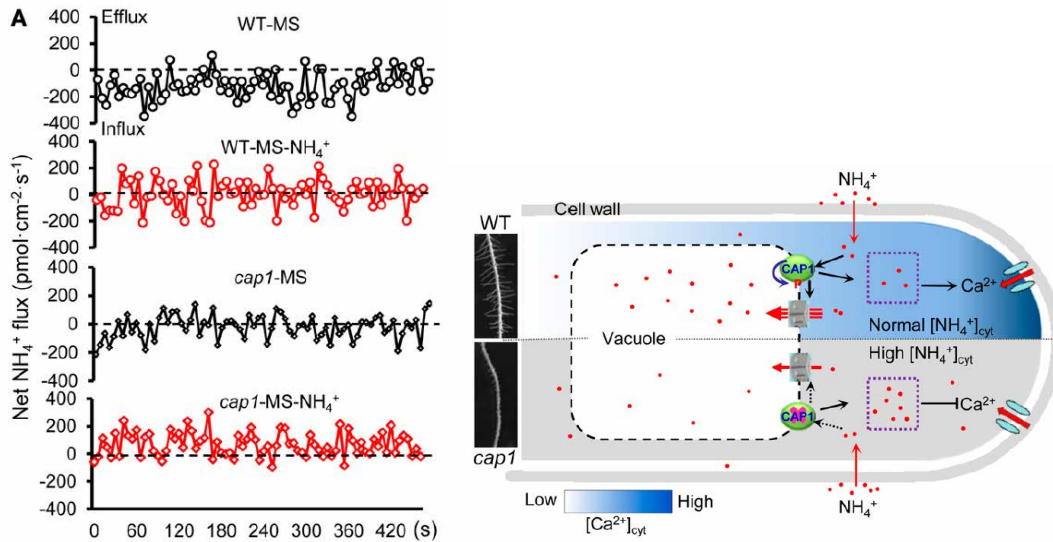 A
Efflux
WT-MS
400
200
0
-200
-400
Influx
WT-MS-NH₄⁺
400
200
0
-200
-400
cap1-MS
400
200
0
-200
-400
cap1-MS-NH₄⁺
400
200
0
-200
-400
0 60 120 180 240 300 360 420 (s)
Net NH₄⁺ flux (pmol·cm⁻²·s⁻¹)
NH₄⁺
Cell wall
WT
CAP1
P
Ca²⁺
Normal [NH₄⁺]cyt
Vacuole
High [NH₄⁺]cyt
CAP1
Ca²⁺
cap1
NH₄⁺
Low High
[Ca²⁺]cyt